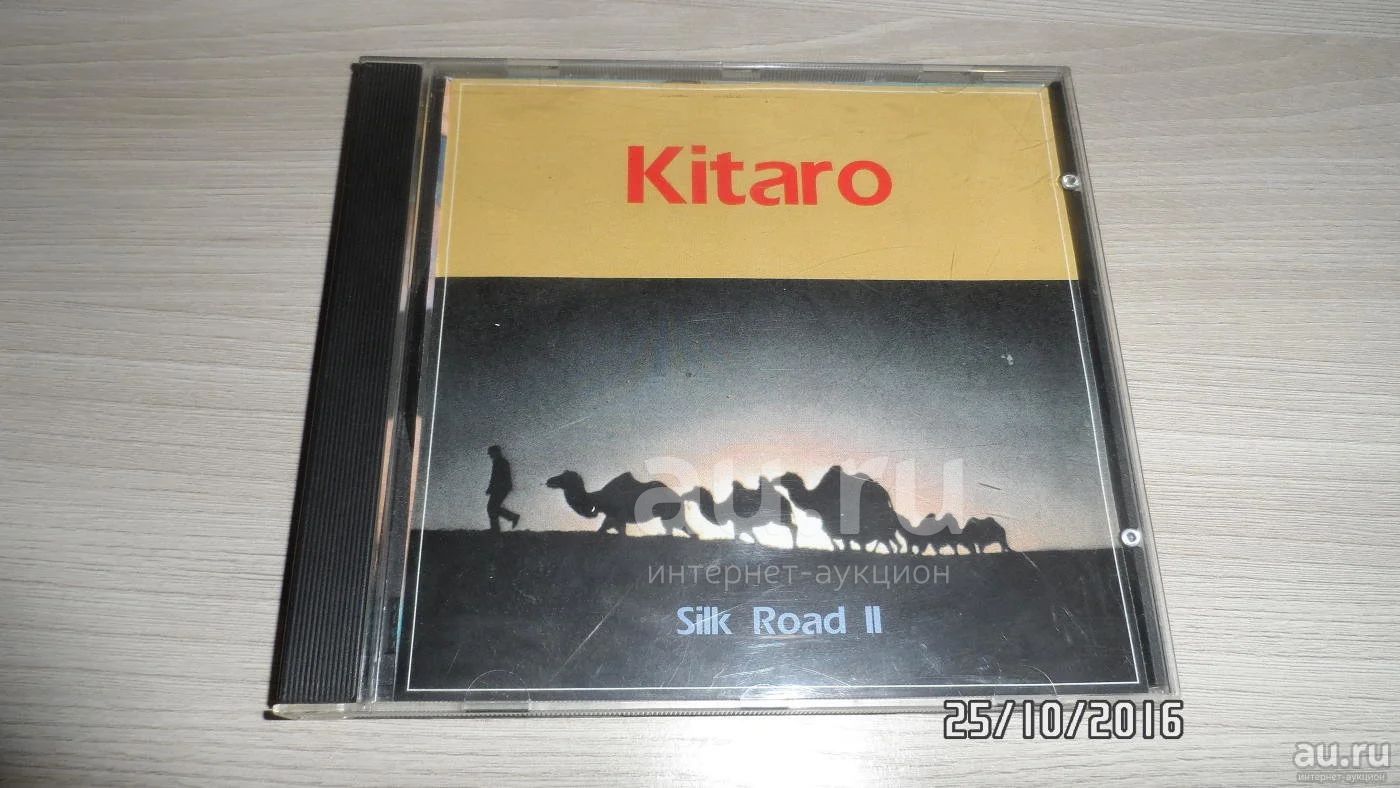 Kitaro
au.ru
интернет-аукцион
Silk Road II
25/10/2016
au.ru
интернет-аукцион